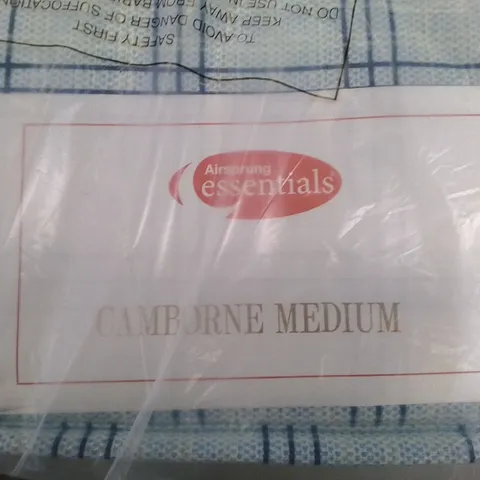 SAFETY FIRST
TO AVOID DANGER OF SUFFOCATION
KEEP AWAY FROM
DO NOT USE IN
Airsprung
essentials®
CAMBORNE MEDIUM